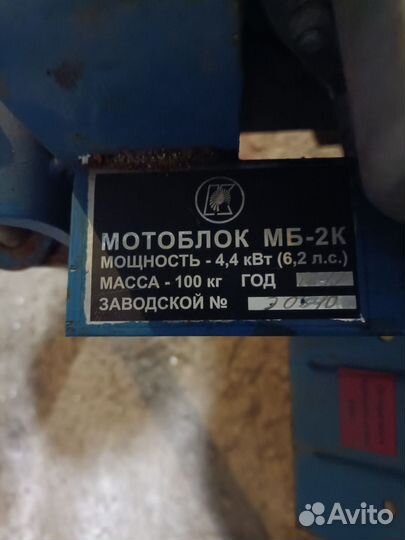 МОТОБЛОК МБ-2К
МОЩНОСТЬ - 4,4 кВт (6,2 л.с.)
МАССА - 100 кг ГОД
ЗАВОДСКОЙ №
Avito